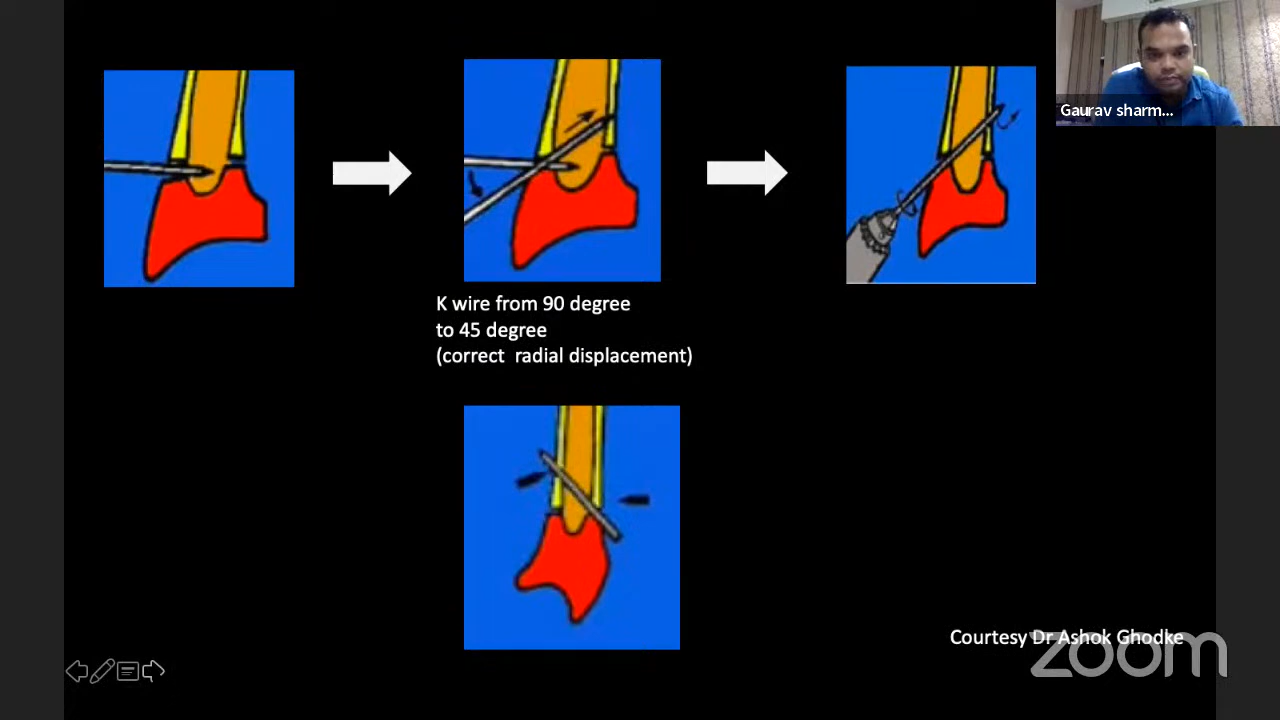 Gaurav sharm...
K wire from 90 degree
to 45 degree
(correct radial displacement)
Courtesy Dr Ashok Ghodke
zoom